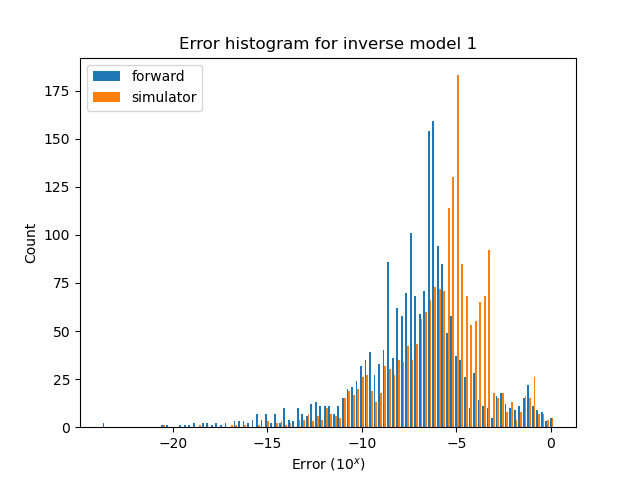 Error histogram for inverse model 1
forward
simulator
175
150
125
100
75
50
25
0
Count
−20
−15
−10
−5
0
Error (10^x)